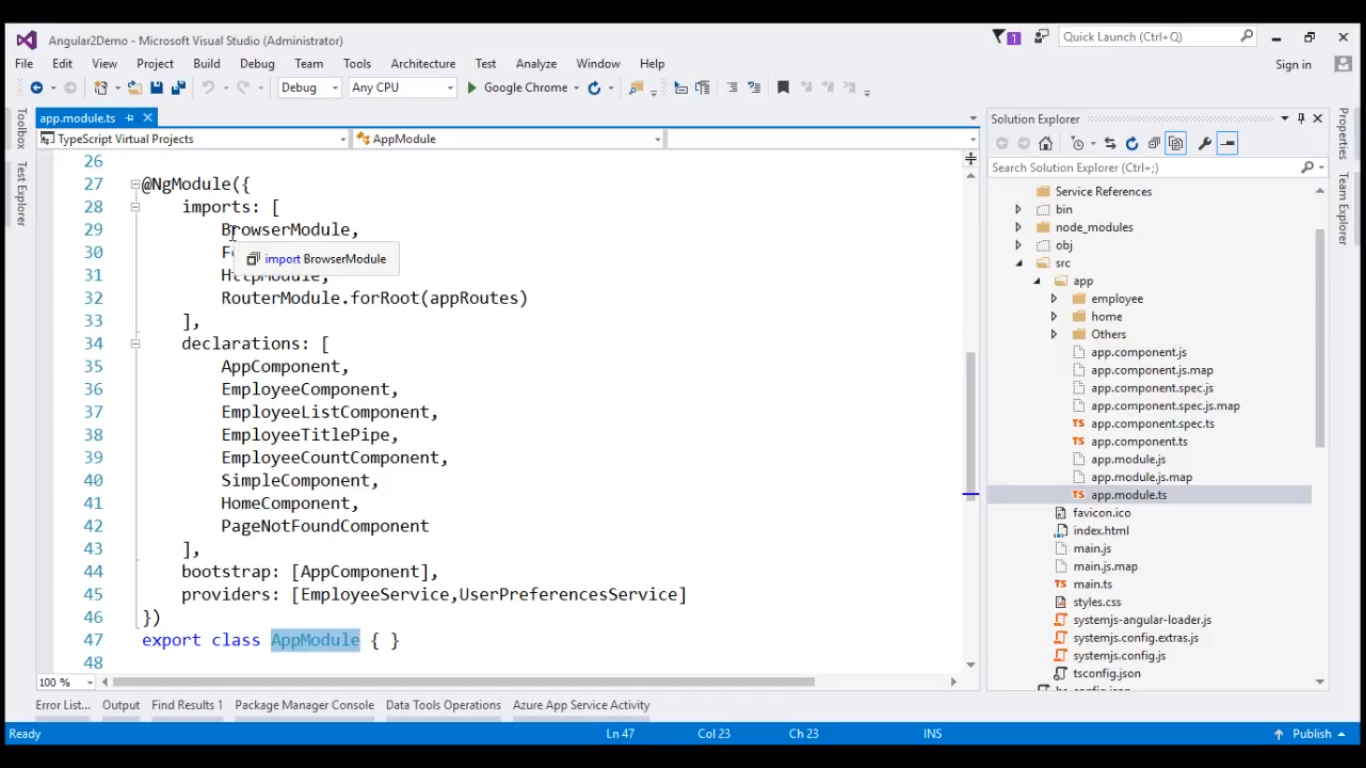 Angular2Demo - Microsoft Visual Studio (Administrator)
1
Quick Launch (Ctrl+Q)
File Edit View Project Build Debug Team Tools Architecture Test Analyze Window Help
Sign in
Debug Any CPU Google Chrome
Toolbox
Test Explorer
app.module.ts
TypeScript Virtual Projects AppModule
26
27 @NgModule({
28 imports: [
29 BrowserModule,
30 F
import BrowserModule
31 HttpModule,
32 RouterModule.forRoot(appRoutes)
33 ],
34 declarations: [
35 AppComponent,
36 EmployeeComponent,
37 EmployeeListComponent,
38 EmployeeTitlePipe,
39 EmployeeCountComponent,
40 SimpleComponent,
41 HomeComponent,
42 PageNotFoundComponent
43 ],
44 bootstrap: [AppComponent],
45 providers: [EmployeeService,UserPreferencesService]
46 })
47 export class AppModule { }
48
100 %
Solution Explorer
Search Solution Explorer (Ctrl+;)
Service References
bin
node_modules
obj
src
app
employee
home
Others
app.component.js
app.component.js.map
app.component.spec.js
app.component.spec.js.map
TS app.component.spec.ts
TS app.component.ts
app.module.js
app.module.js.map
TS app.module.ts
favicon.ico
index.html
main.js
main.js.map
TS main.ts
styles.css
systemjs-angular-loader.js
systemjs.config.extras.js
systemjs.config.js
tsconfig.json
Properties
Team Explorer
Error List... Output Find Results 1 Package Manager Console Data Tools Operations Azure App Service Activity
Ready Ln 47 Col 23 Ch 23 INS Publish